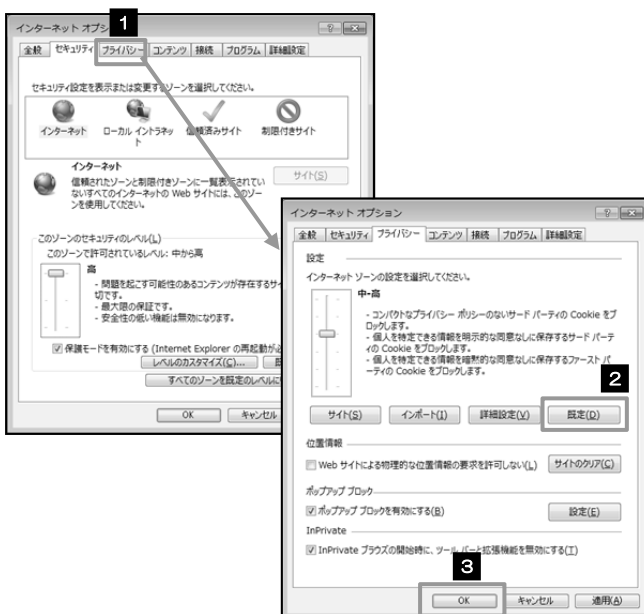 1
インターネット オプシ
全般 セキュリティ プライバシー コンテンツ 接続 プログラム 詳細設定
セキュリティ設定を表示または変更するゾーンを選択してください。
インターネット
ローカル イントラネッ
ト
信頼済みサイト
制限付きサイト
インターネット
信頼されたゾーンと制限付きゾーンに一覧表示されてい
ないすべてのインターネットの Web サイトには、このゾー
ンを使用してください。
サイト(S)
このゾーンのセキュリティのレベル(L)
このゾーンで許可されているレベル: 中から高
高
- 問題を起こす可能性のあるコンテンツが存在するサイ
切です。
- 最大限の保証です。
- 安全性の低い機能は無効になります。
保護モードを有効にする (Internet Explorer の再起動が必
レベルのカスタマイズ(C)...
すべてのゾーンを既定のレベルに
OK キャンセル
インターネット オプション
全般 セキュリティ プライバシー コンテンツ 接続 プログラム 詳細設定
設定
インターネット ゾーンの設定を選択してください。
中-高
- コンパクトなプライバシー ポリシーのないサード パーティの Cookie をブ
ロックします。
- 個人を特定できる情報を明示的な同意なしに保存するサード パーテ
ィの Cookie をブロックします。
- 個人を特定できる情報を暗黙的な同意なしに保存するファースト パ
ーティの Cookie をブロックします。
2
サイト(S) インポート(I) 詳細設定(V) 既定(D)
位置情報
Web サイトによる物理的な位置情報の要求を許可しない(L) サイトのクリア(C)
ポップアップ ブロック
ポップアップ ブロックを有効にする(B) 設定(E)
InPrivate
InPrivate ブラウズの開始時に、ツール バーと拡張機能を無効にする(T)
3
OK キャンセル 適用(A)